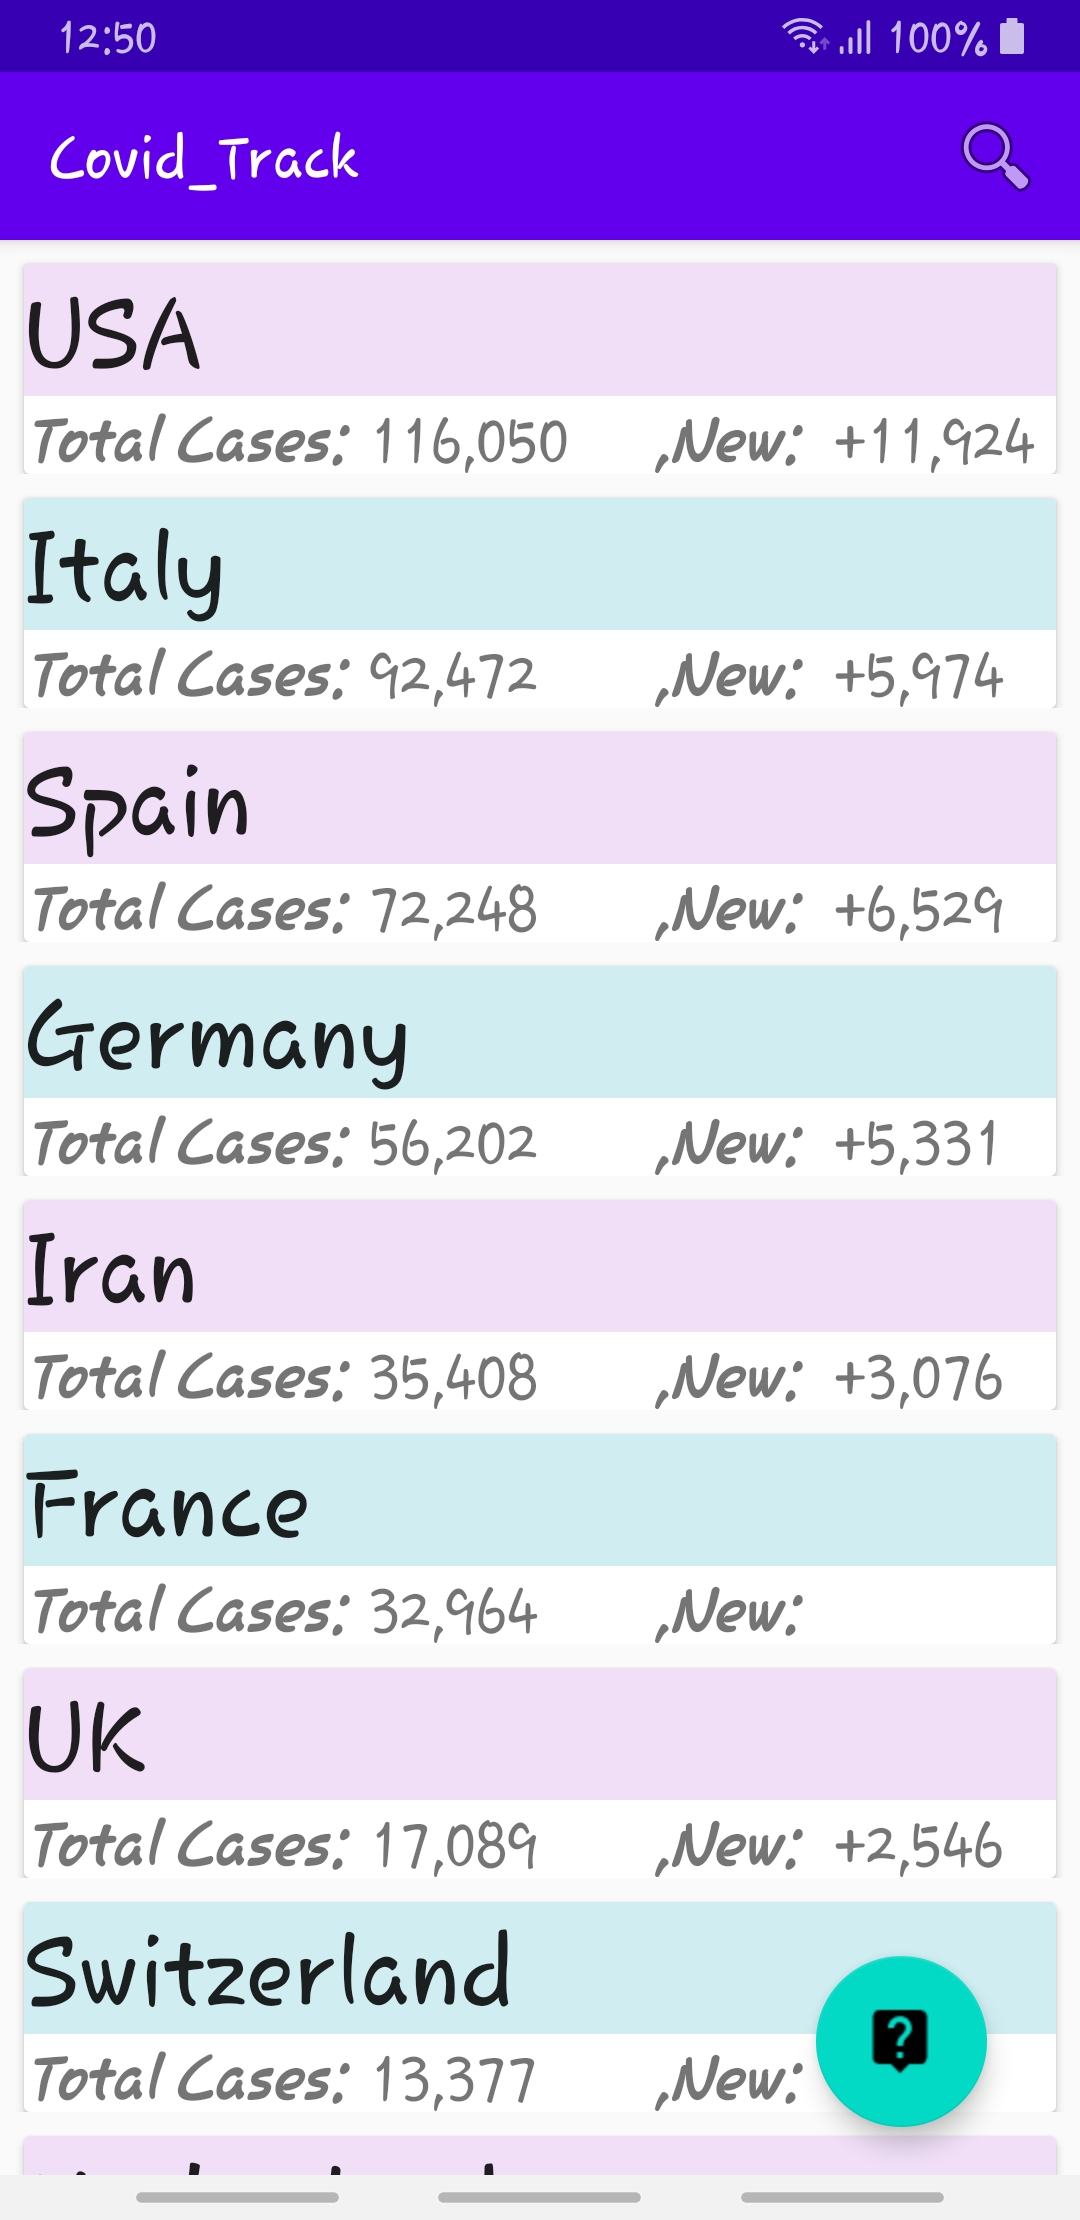 12:50 100%
Covid_Track
USA
Total Cases: 116,050 ,New: +11,924
Italy
Total Cases: 92,472 ,New: +5,974
Spain
Total Cases: 72,248 ,New: +6,529
Germany
Total Cases: 56,202 ,New: +5,331
Iran
Total Cases: 35,408 ,New: +3,076
France
Total Cases: 32,964 ,New:
UK
Total Cases: 17,089 ,New: +2,546
Switzerland
Total Cases: 13,377 ,New:
?